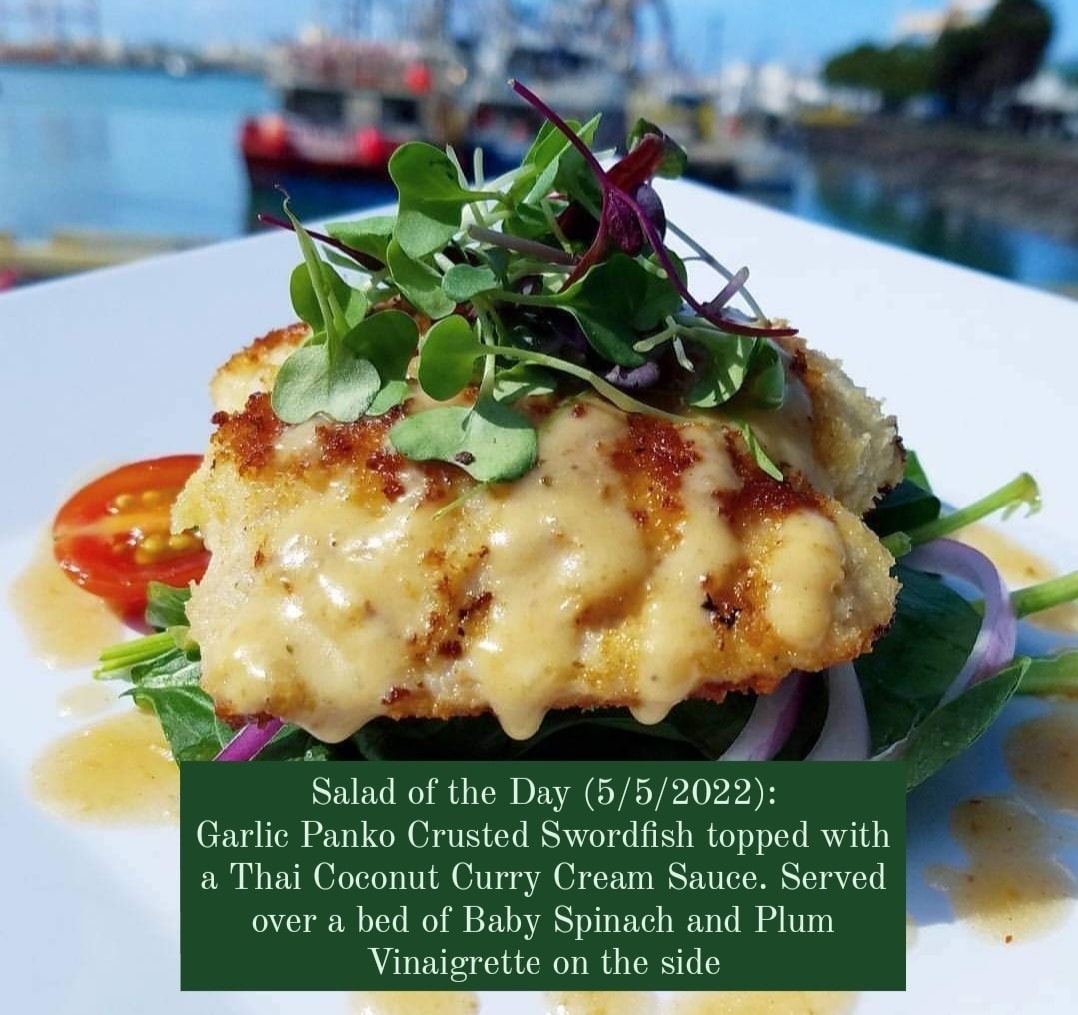 Salad of the Day (5/5/2022):
Garlic Panko Crusted Swordfish topped with
a Thai Coconut Curry Cream Sauce. Served
over a bed of Baby Spinach and Plum
Vinaigrette on the side